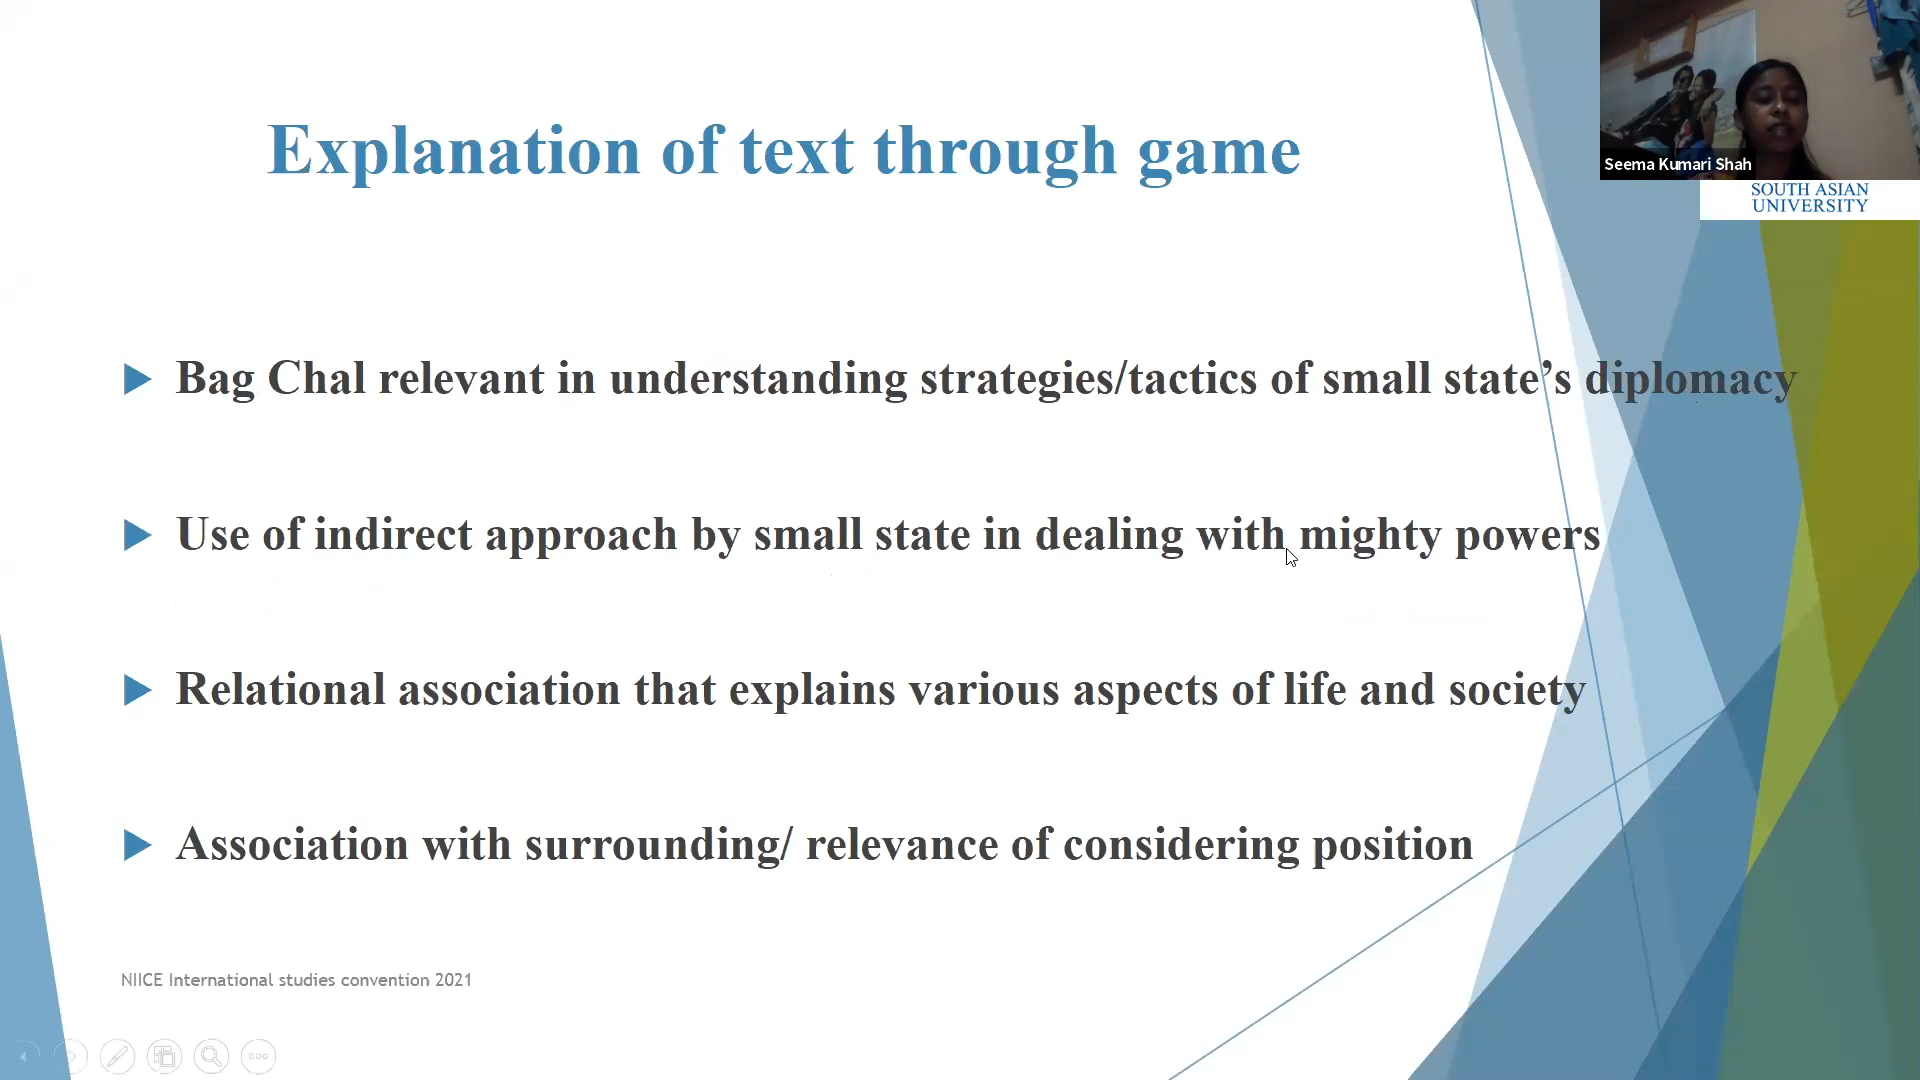 Explanation of text through game
Seema Kumari Shah
SOUTH ASIAN
UNIVERSITY
Bag Chal relevant in understanding strategies/tactics of small state’s diplomacy
Use of indirect approach by small state in dealing with mighty powers
Relational association that explains various aspects of life and society
Association with surrounding/ relevance of considering position
NIICE International studies convention 2021